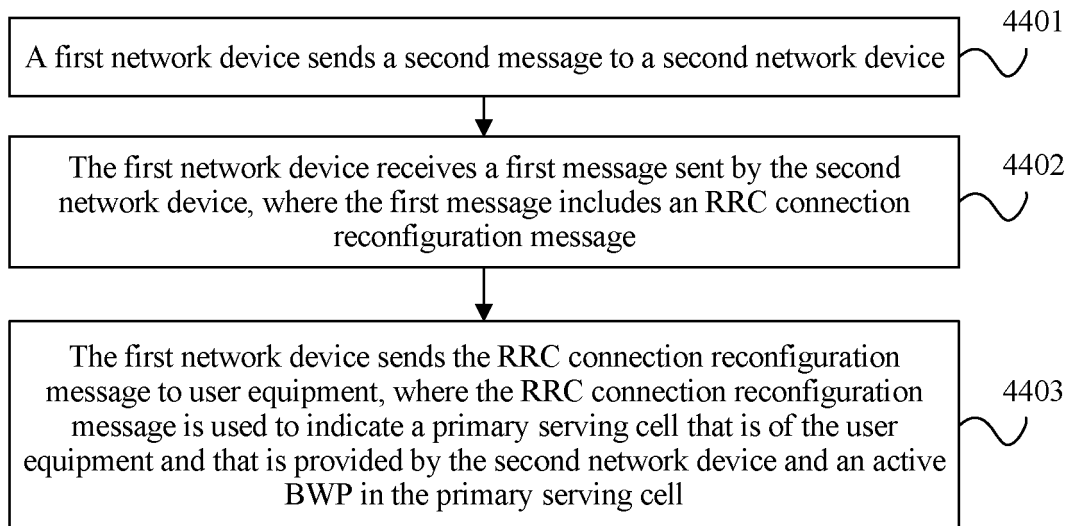 4401
A first network device sends a second message to a second network device
4402
The first network device receives a first message sent by the second
network device, where the first message includes an RRC connection
reconfiguration message
4403
The first network device sends the RRC connection reconfiguration
message to user equipment, where the RRC connection reconfiguration
message is used to indicate a primary serving cell that is of the user
equipment and that is provided by the second network device and an active
BWP in the primary serving cell